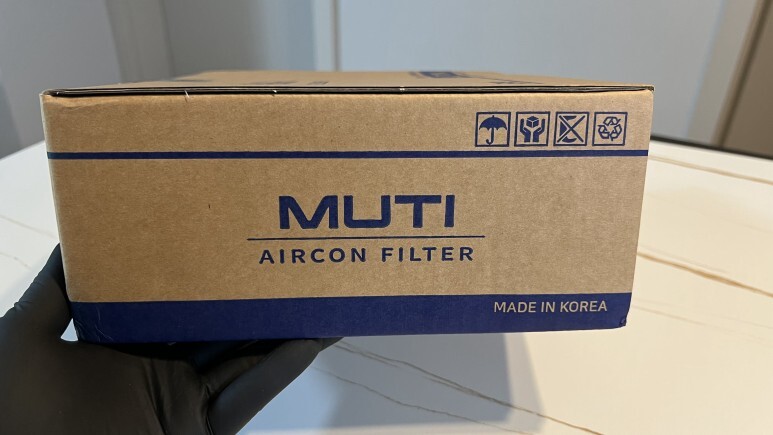 MUTI
AIRCON FILTER
MADE IN KOREA